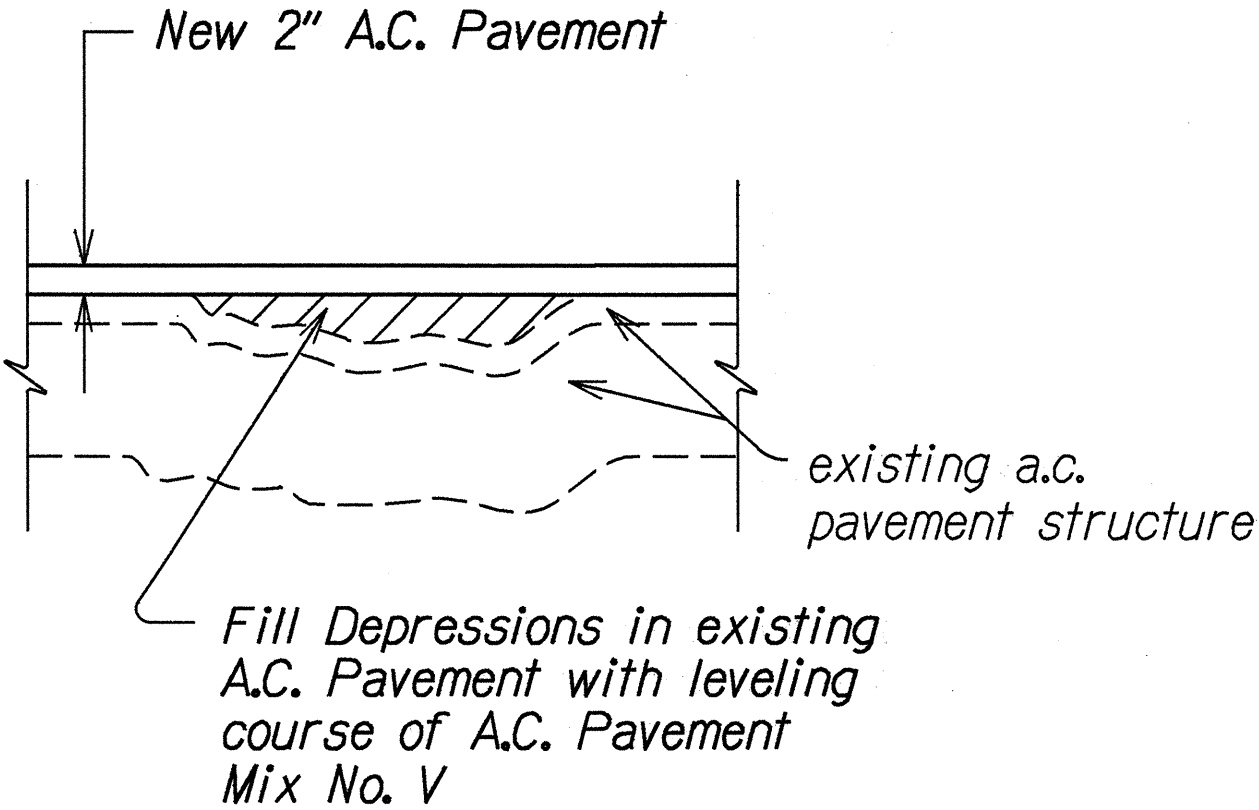 New 2" A.C. Pavement
existing a.c.
pavement structure
Fill Depressions in existing
A.C. Pavement with leveling
course of A.C. Pavement
Mix No. V